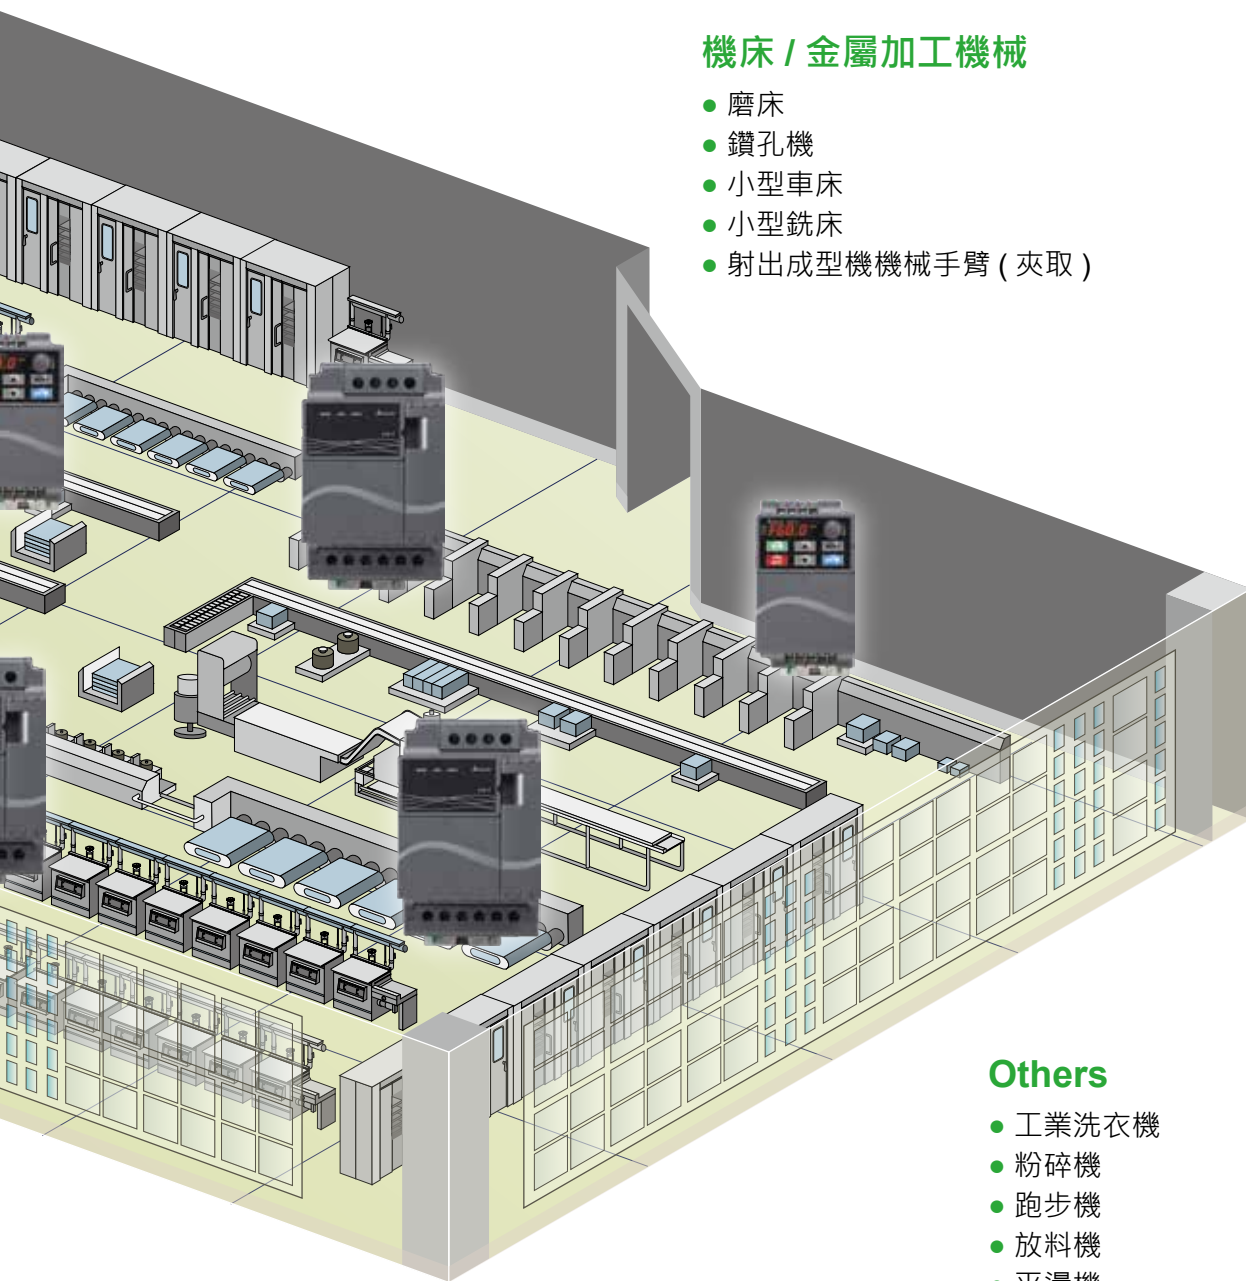 機床 / 金屬加工機械
● 磨床
● 鑽孔機
● 小型車床
● 小型銑床
● 射出成型機機械手臂 ( 夾取 )
Others
● 工業洗衣機
● 粉碎機
● 跑步機
● 放料機